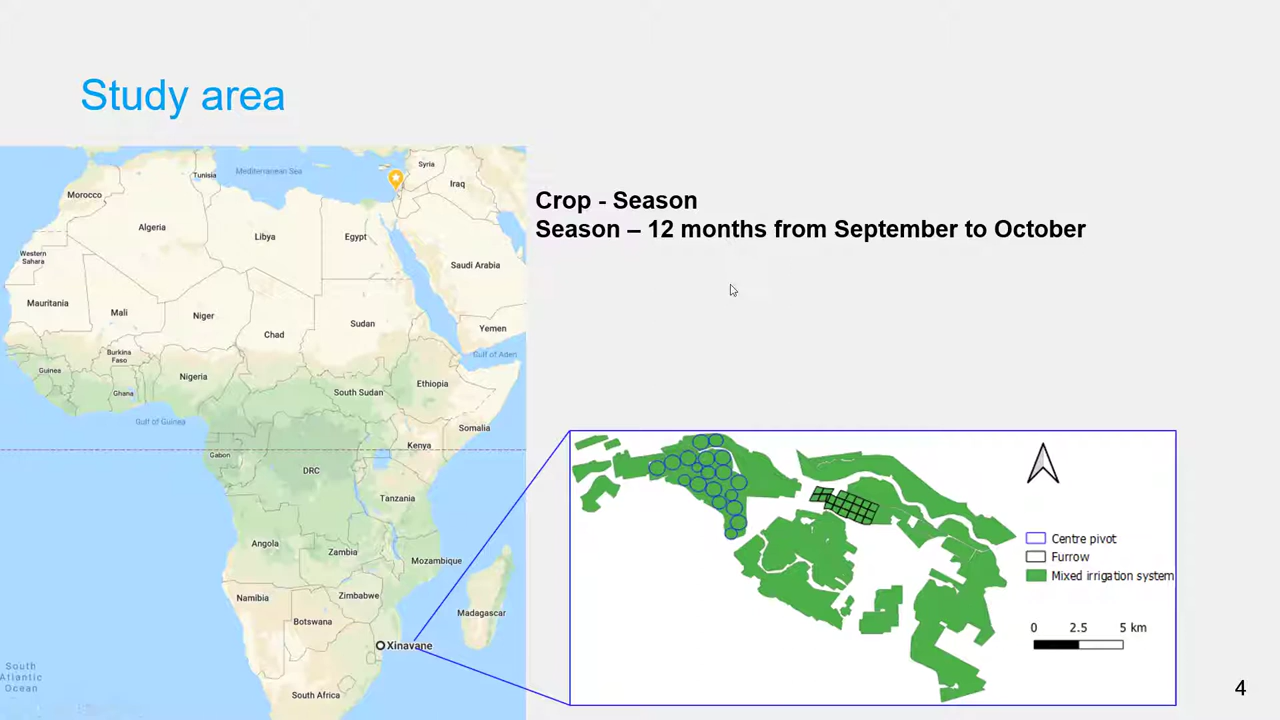 Study area
Crop - Season
Season – 12 months from September to October
Mediterranean Sea
Syria
Tunisia
Iraq
Morocco
Algeria
Libya
Egypt
Western
Sahara
Saudi Arabia
Mauritania
Mali
Niger
Chad
Sudan
Yemen
Gulf of Aden
Burkina
Faso
Guinea
Nigeria
Ghana
South Sudan
Ethiopia
Gulf of Guinea
Somalia
Kenya
Gabon
DRC
Tanzania
Angola
Zambia
Mozambique
Namibia
Zimbabwe
Botswana
Madagascar
Xinavane
South
Atlantic
Ocean
South Africa
Centre pivot
Furrow
Mixed irrigation system
0 2.5 5 km
4